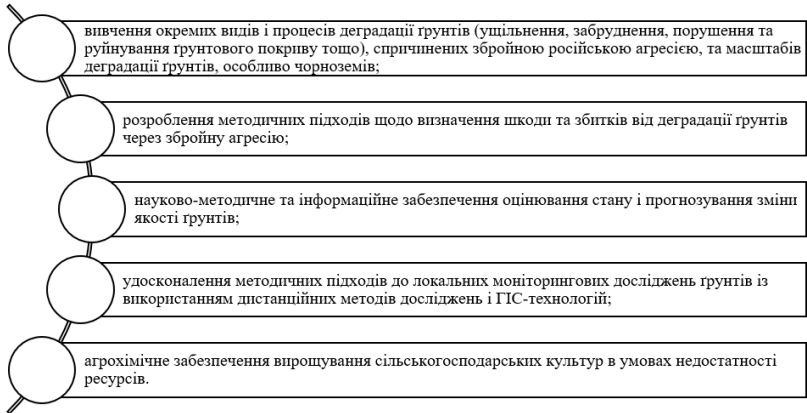 вивчення окремих видів і процесів деградації ґрунтів (ущільнення, забруднення, порушення та
руйнування ґрунтового покриву тощо), спричинених збройною російською агресією, та масштабів
деградації ґрунтів, особливо чорноземів;
розроблення методичних підходів щодо визначення шкоди та збитків від деградації ґрунтів
через збройну агресію;
науково-методичне та інформаційне забезпечення оцінювання стану і прогнозування зміни
якості ґрунтів;
удосконалення методичних підходів до локальних моніторингових досліджень ґрунтів із
використанням дистанційних методів досліджень і ГІС-технологій;
агрохімічне забезпечення вирощування сільськогосподарських культур в умовах недостатності
ресурсів.